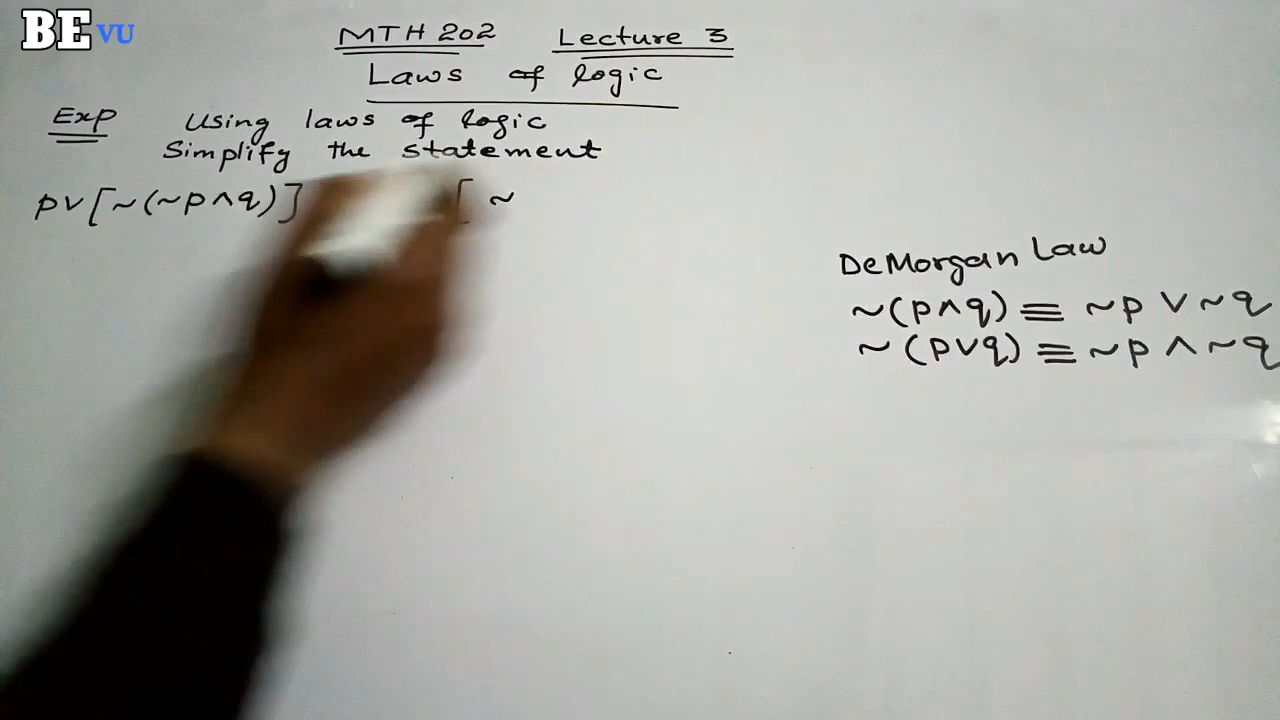 BE VU
MTH 202 Lecture 3
Laws of logic
Exp Using laws of logic
Simplify the statement
p∨[~(~p∧q)] [ ~
DeMorgan Law
~(p∧q) ≡ ~p ∨ ~q
~(p∨q) ≡ ~p ∧ ~q